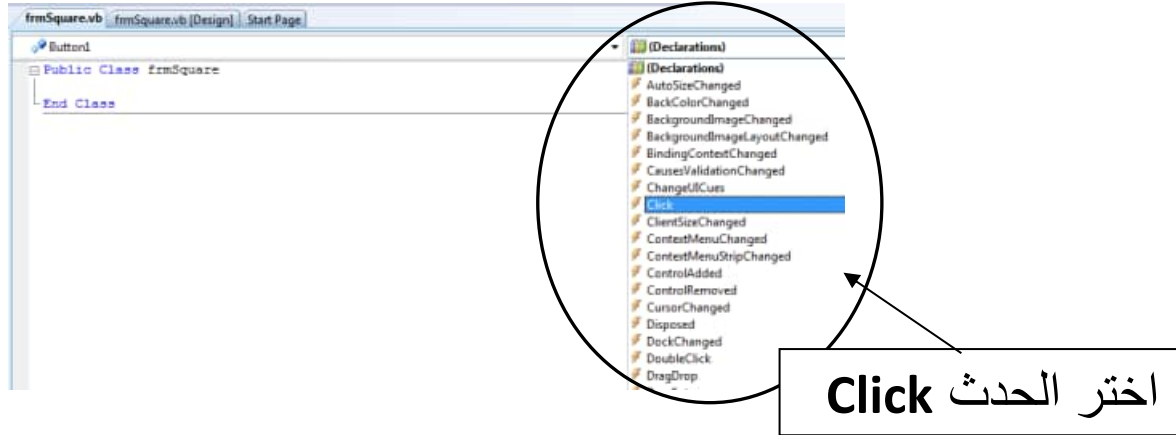 frmSquare.vb frmSquare.vb [Design] Start Page
Button1 (Declarations)
Public Class frmSquare
End Class
(Declarations)
AutoSizeChanged
BackColorChanged
BackgroundImageChanged
BackgroundImageLayoutChanged
BindingContextChanged
CausesValidationChanged
ChangeUICues
Click
ClientSizeChanged
ContextMenuChanged
ContextMenuStripChanged
ControlAdded
ControlRemoved
CursorChanged
Disposed
DockChanged
DoubleClick
DragDrop
اختر الحدث Click